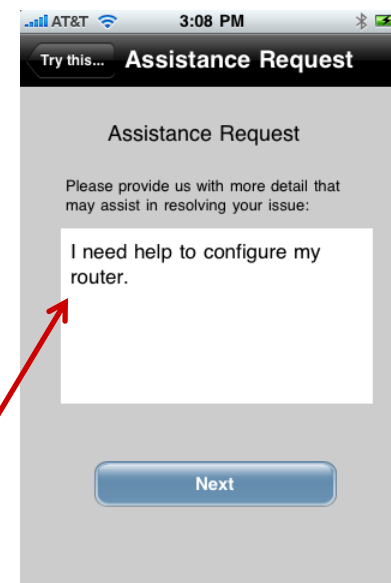 AT&T 3:08 PM
Try this... Assistance Request
Assistance Request
Please provide us with more detail that
may assist in resolving your issue:
I need help to configure my
router.
Next